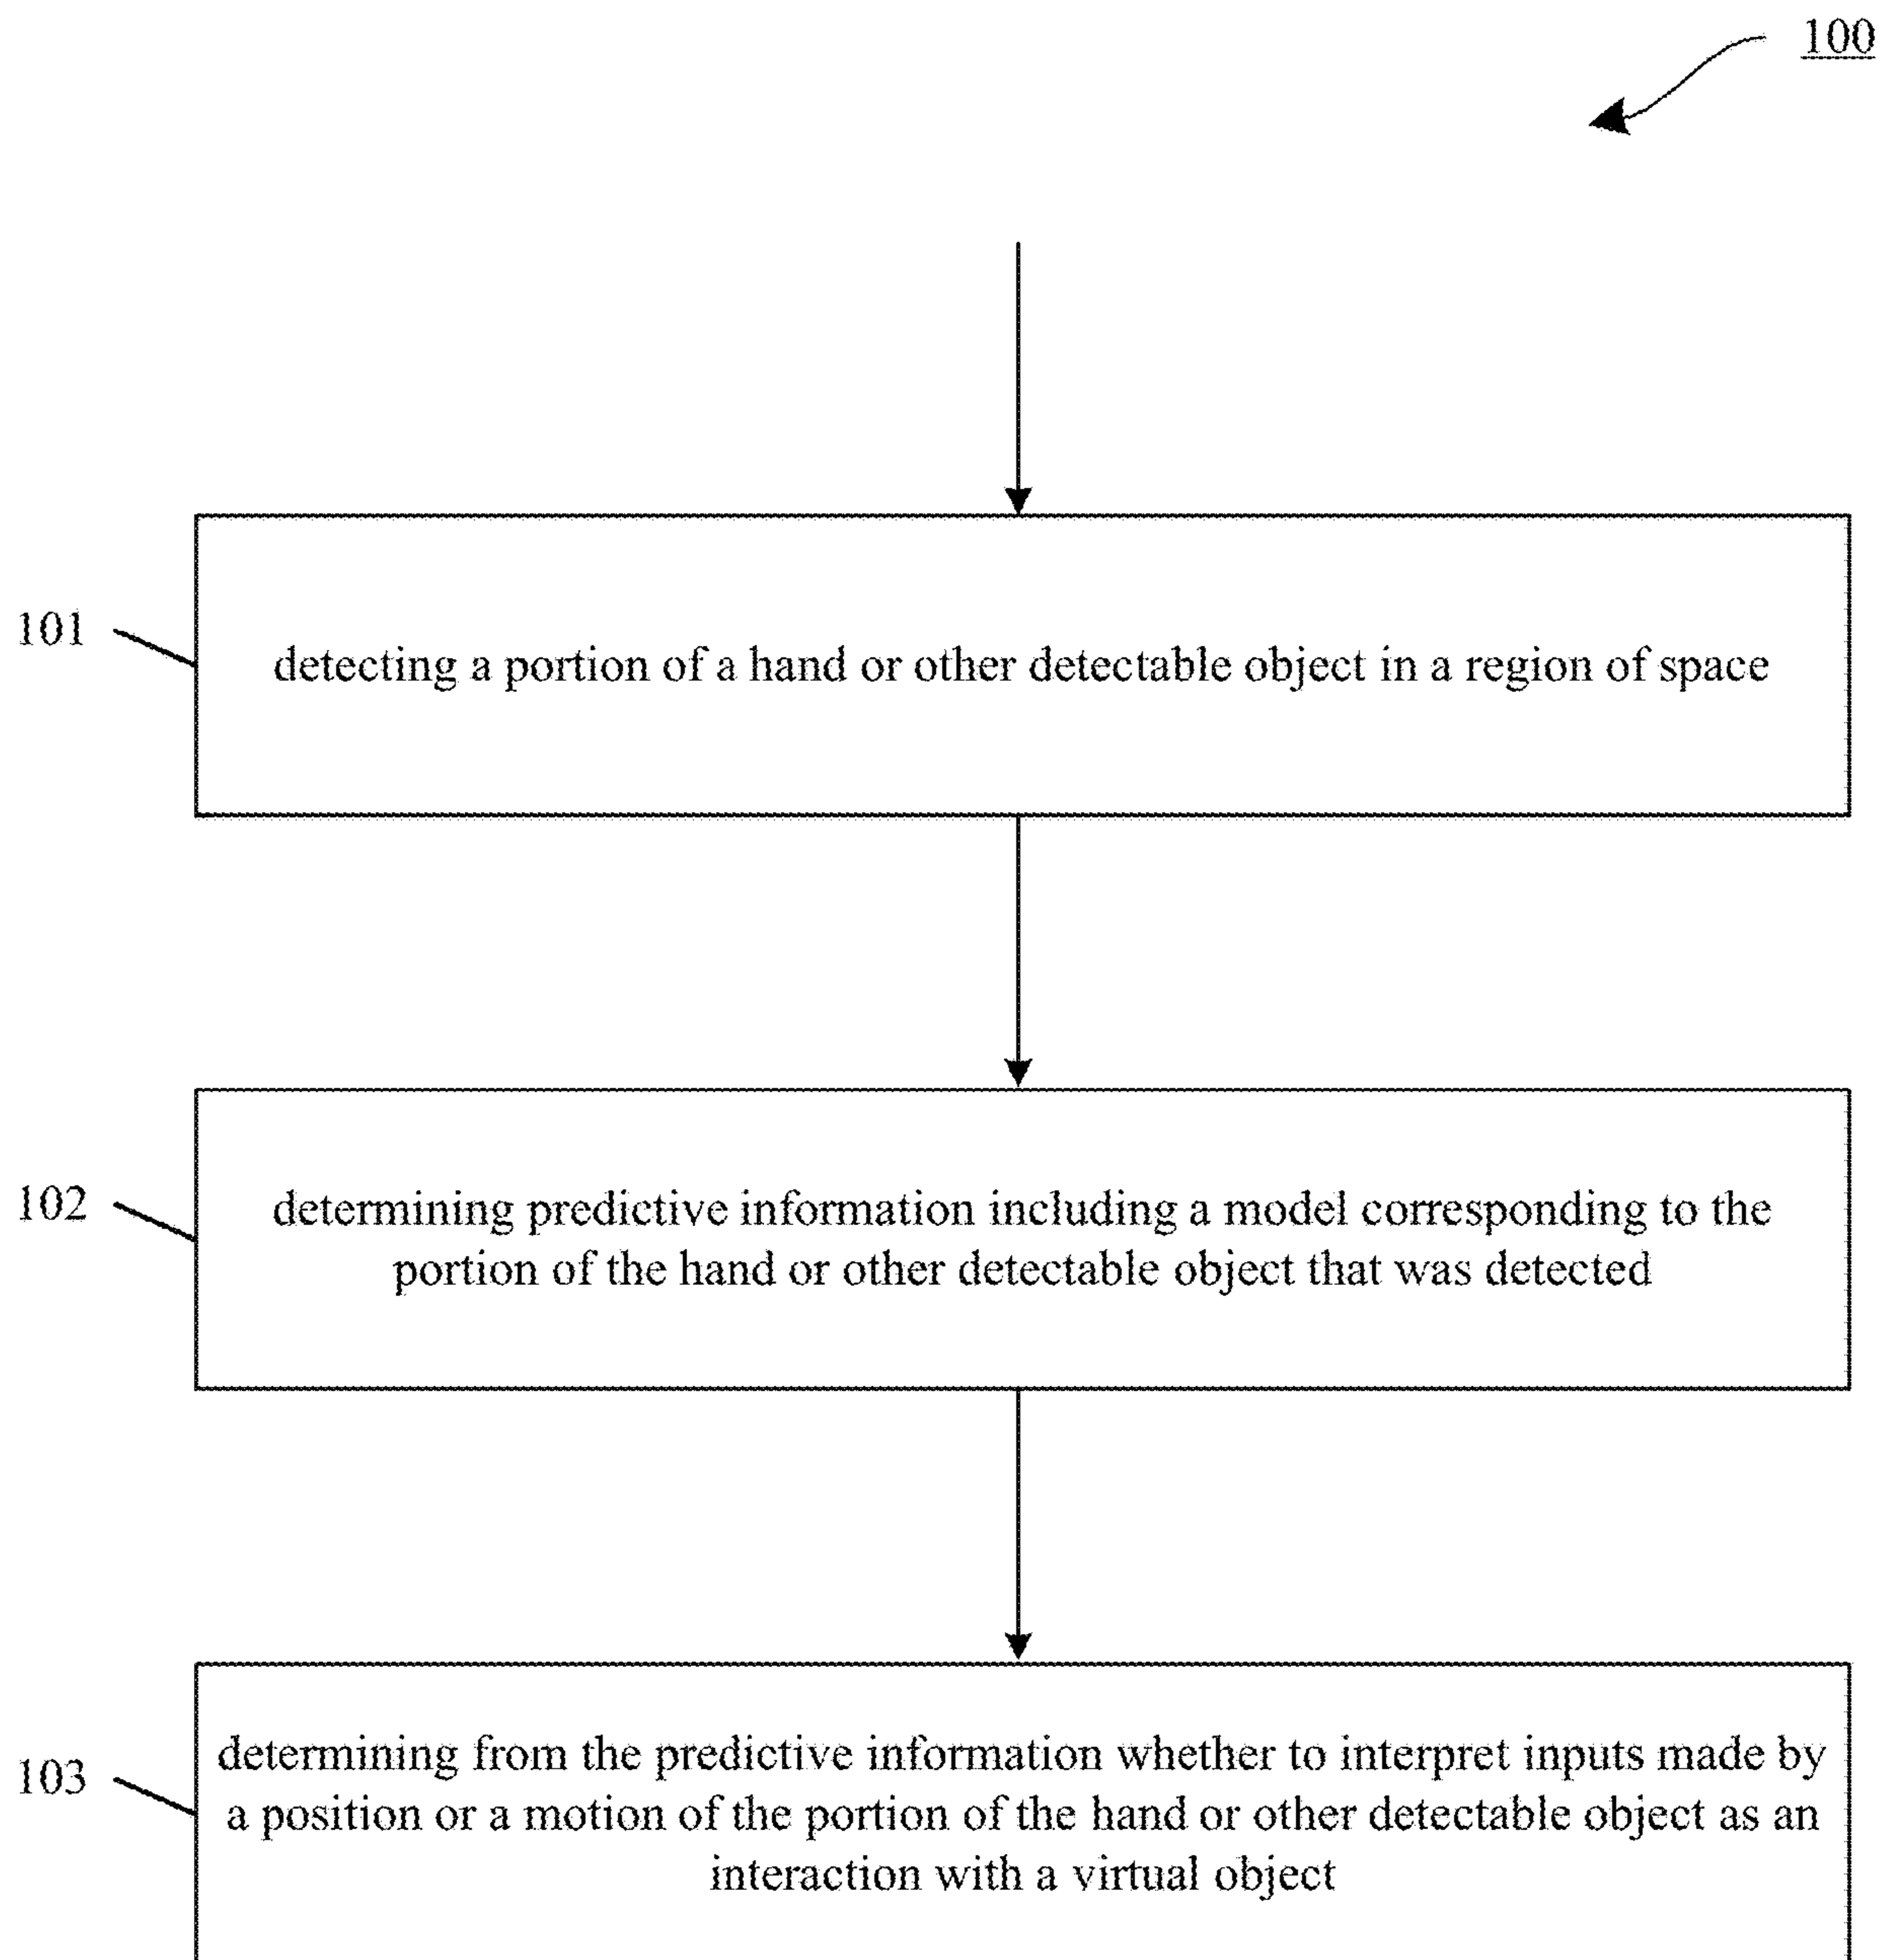 100
101
detecting a portion of a hand or other detectable object in a region of space
102
determining predictive information including a model corresponding to the
portion of the hand or other detectable object that was detected
103
determining from the predictive information whether to interpret inputs made by
a position or a motion of the portion of the hand or other detectable object as an
interaction with a virtual object